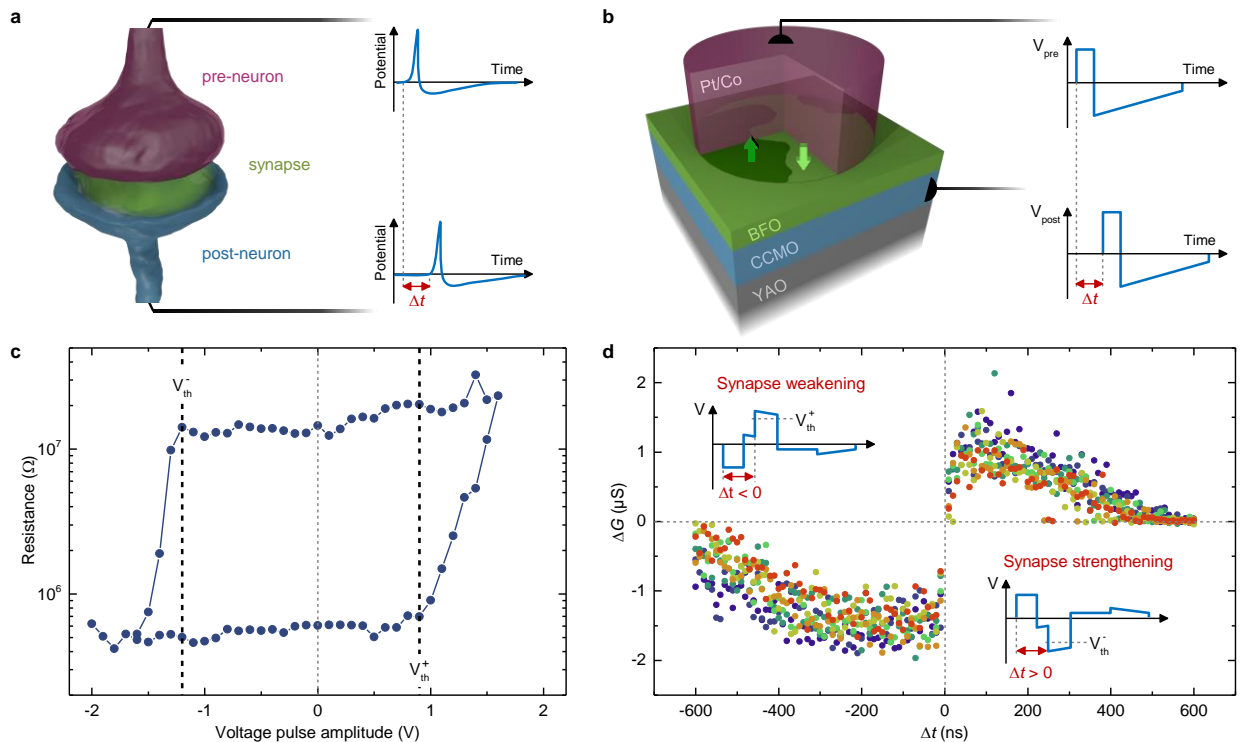 a
pre-neuron
synapse
post-neuron
Potential
Time
Potential
Time
Δt
b
Pt/Co
BFO
CCMO
YAO
V_pre
Time
V_post
Time
Δt
c
V_th^-
V_th^+
Resistance (Ω)
10^7
10^6
-2 -1 0 1 2
Voltage pulse amplitude (V)
d
Synapse weakening
V
V_th^+
Δt < 0
Synapse strengthening
V
V_th^-
Δt > 0
ΔG (µS)
2
1
0
-1
-2
-600 -400 -200 0 200 400 600
Δt (ns)